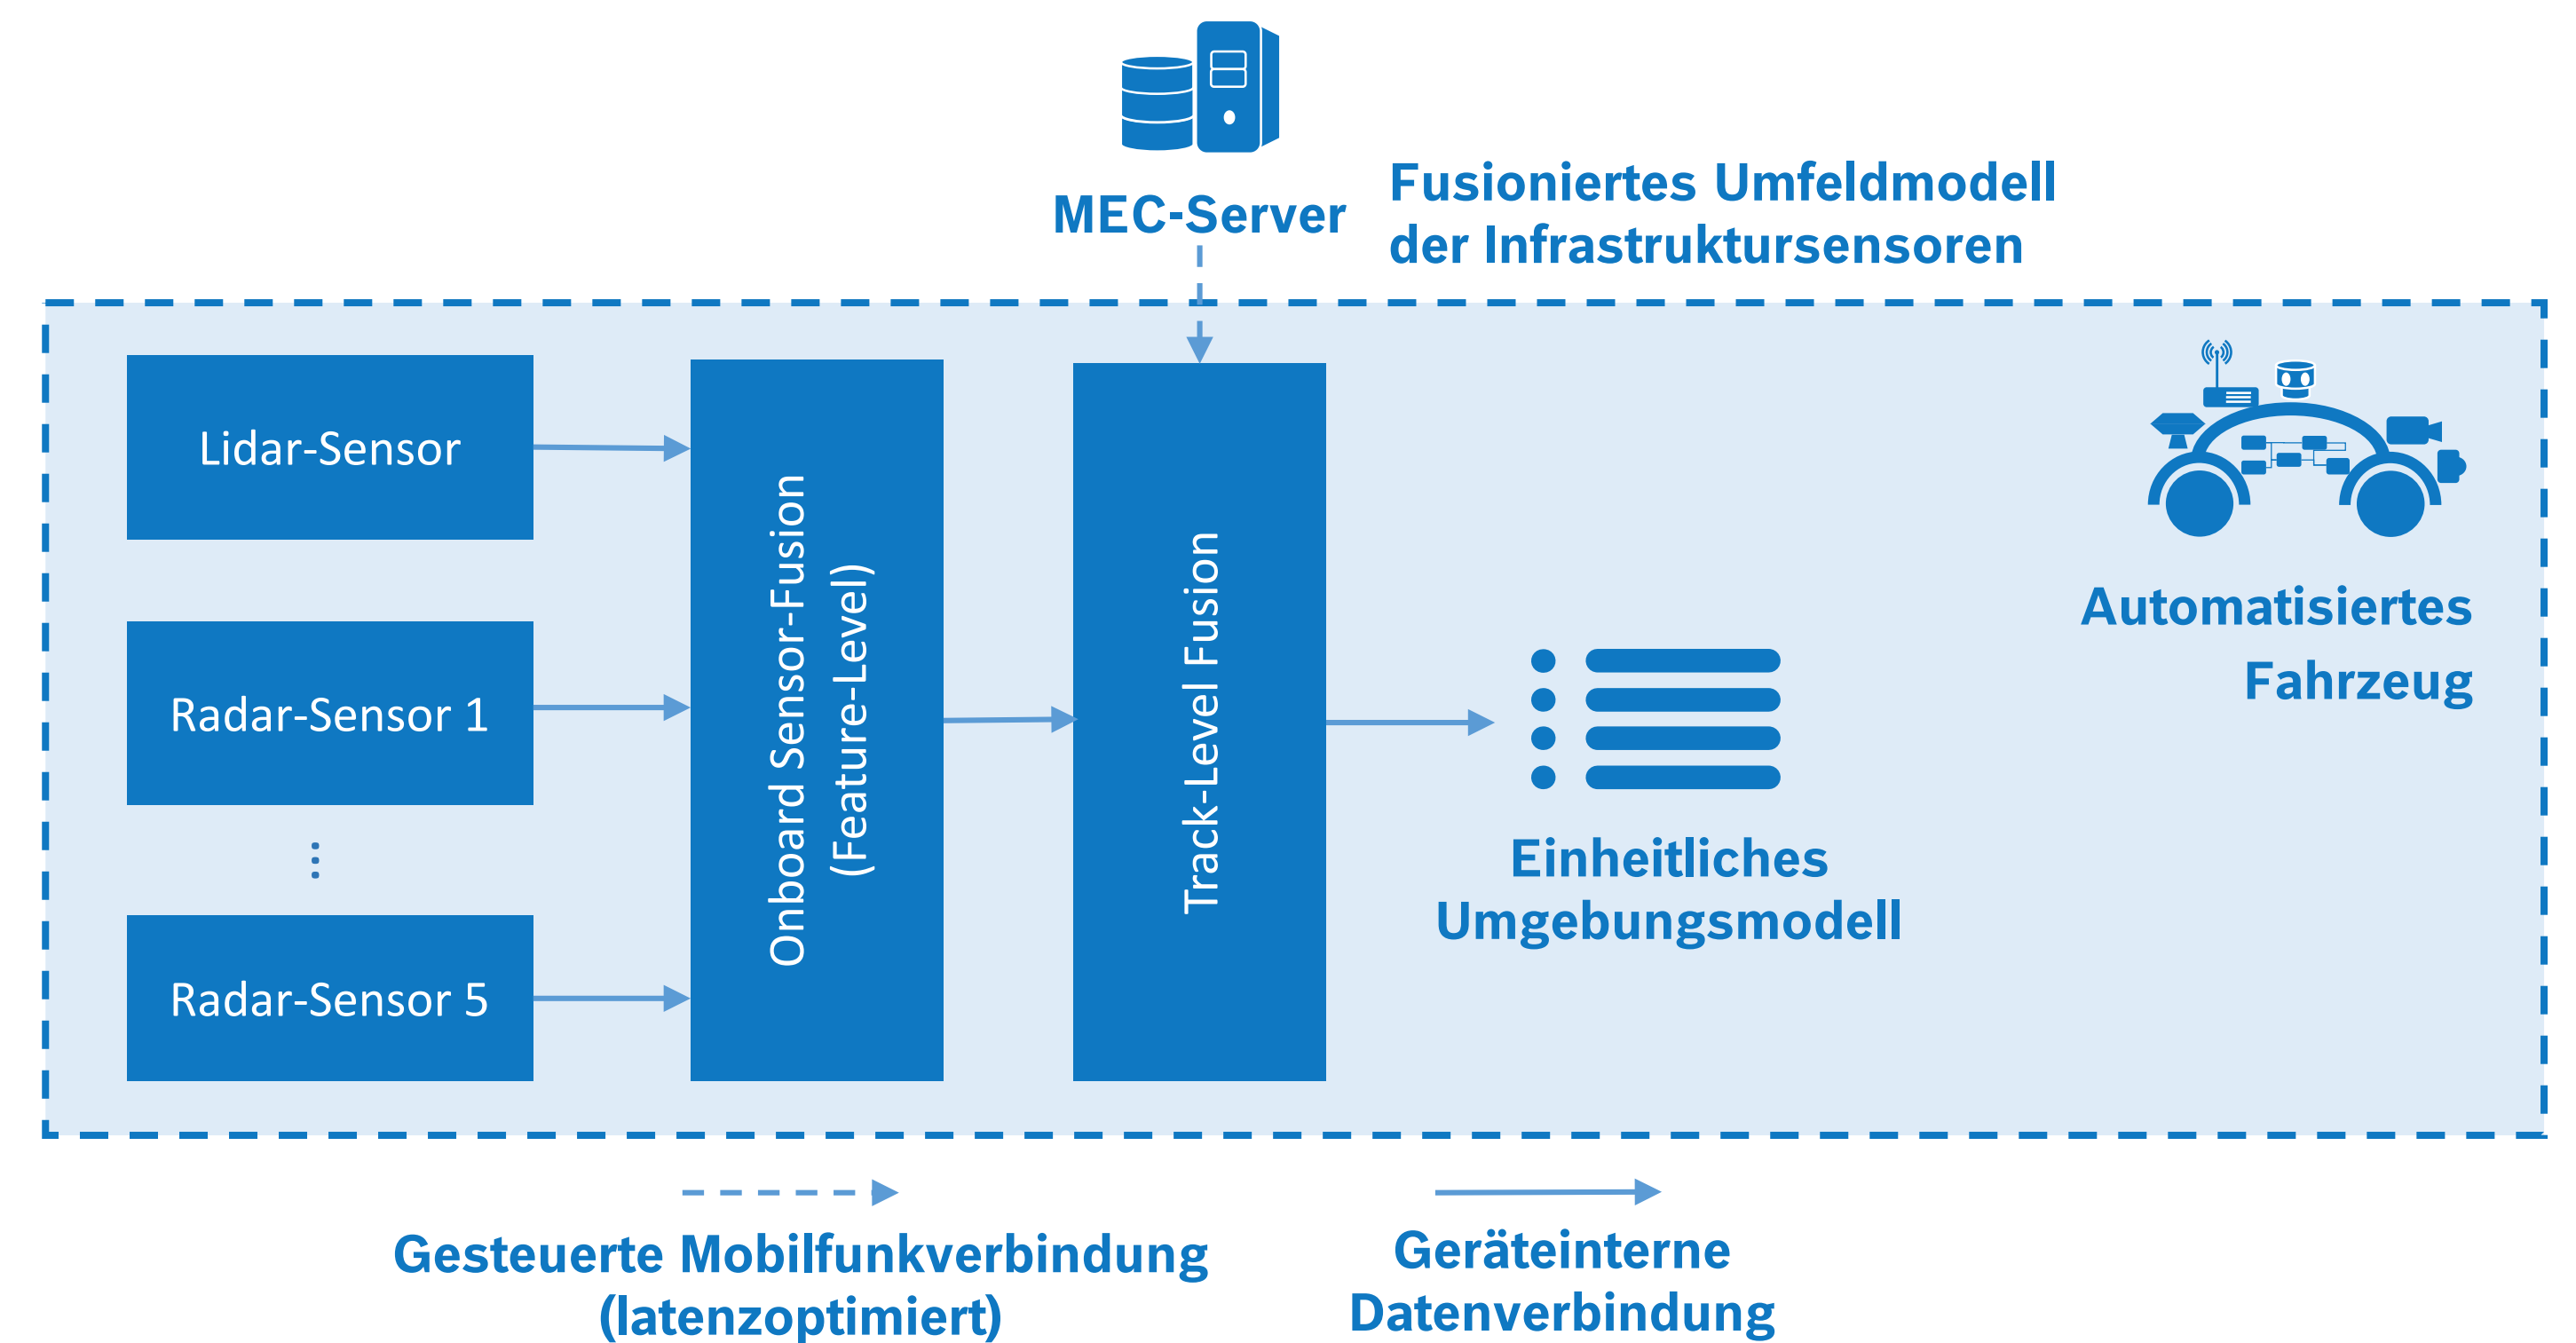 MEC-Server
Fusioniertes Umfeldmodell
der Infrastruktursensoren
Lidar-Sensor
Radar-Sensor 1
⋮
Radar-Sensor 5
Onboard Sensor-Fusion
(Feature-Level)
Track-Level Fusion
Einheitliches
Umgebungsmodell
Automatisiertes
Fahrzeug
Gesteuerte Mobilfunkverbindung
(latenzoptimiert)
Geräteinterne
Datenverbindung